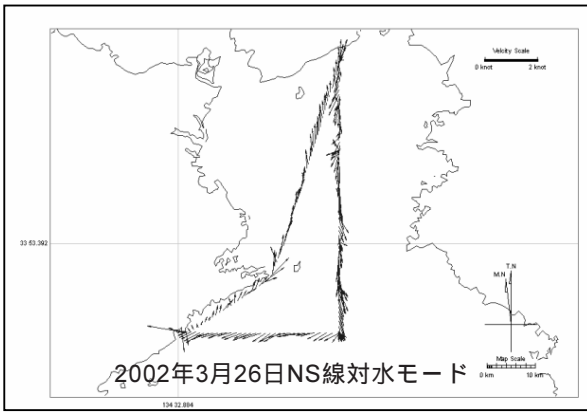 Velocity Scale
0 knot 2 knot
33 53.392
T.N
M.N
Map Scale
0 km 10 km
2002年3月26日NS線対水モード
134 32.884